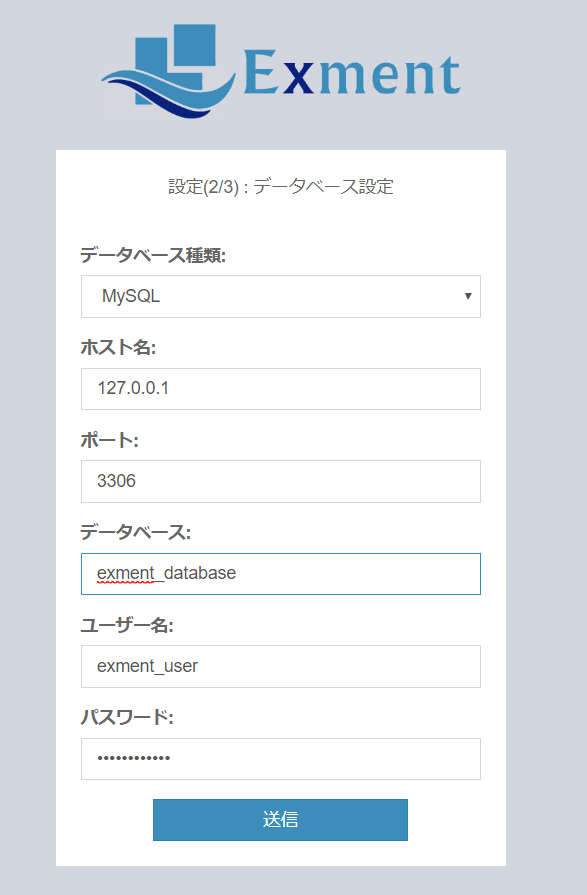 Exment
設定(2/3) : データベース設定
データベース種類:
MySQL
ホスト名:
127.0.0.1
ポート:
3306
データベース:
exment_database
ユーザー名:
exment_user
パスワード:
••••••••••••
送信